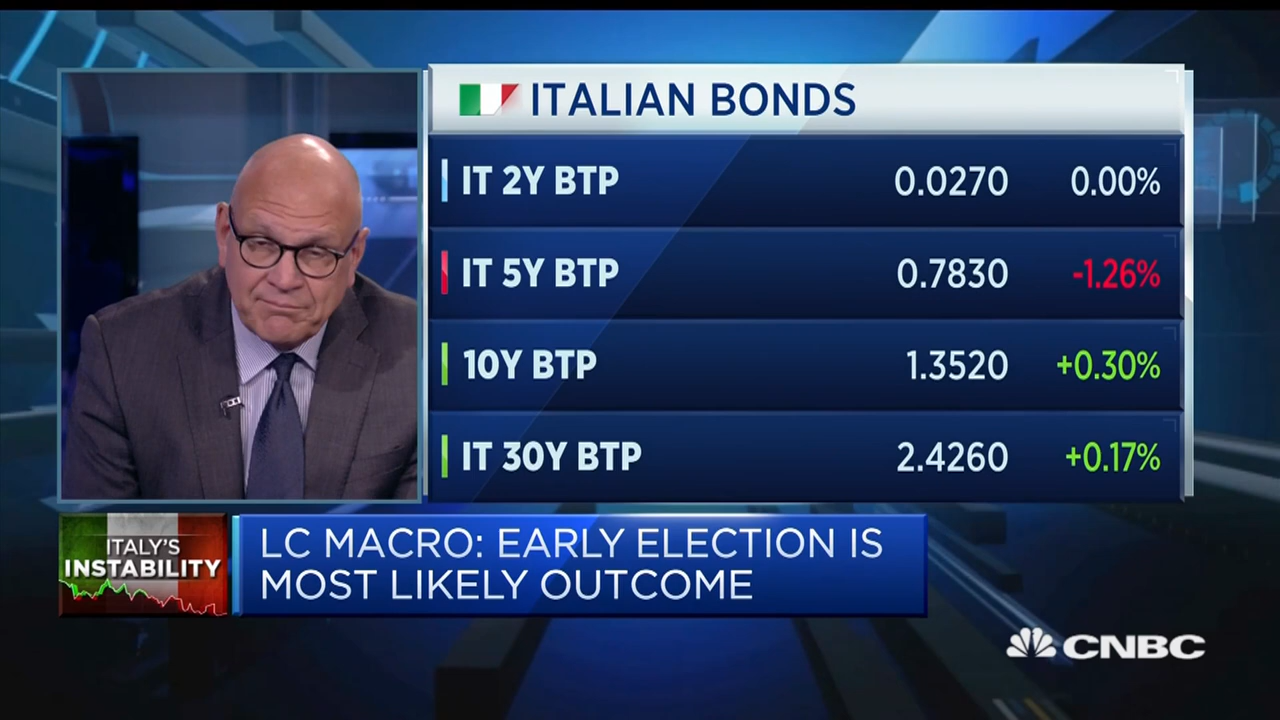 ITALIAN BONDS
IT 2Y BTP 0.0270 0.00%
IT 5Y BTP 0.7830 -1.26%
10Y BTP 1.3520 +0.30%
IT 30Y BTP 2.4260 +0.17%
ITALY'S
INSTABILITY
LC MACRO: EARLY ELECTION IS
MOST LIKELY OUTCOME
CNBC